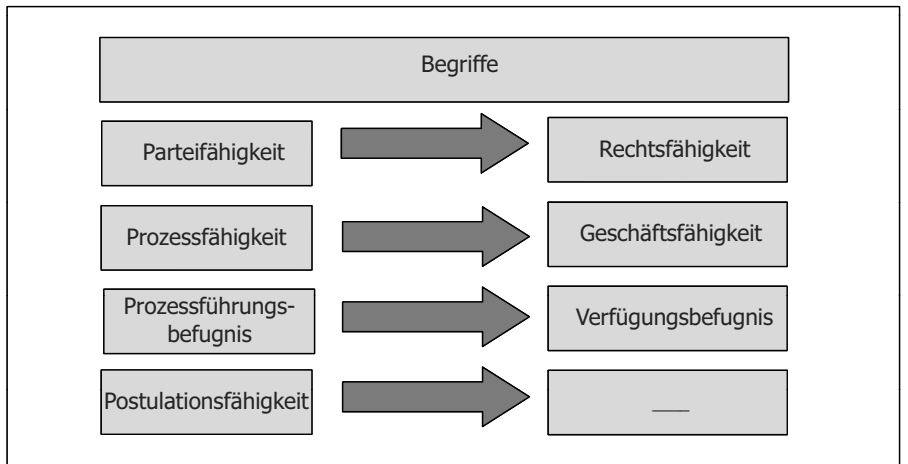 Begriffe
Parteifähigkeit
Rechtsfähigkeit
Prozessfähigkeit
Geschäftsfähigkeit
Prozessführungs-
befugnis
Verfügungsbefugnis
Postulationsfähigkeit
___